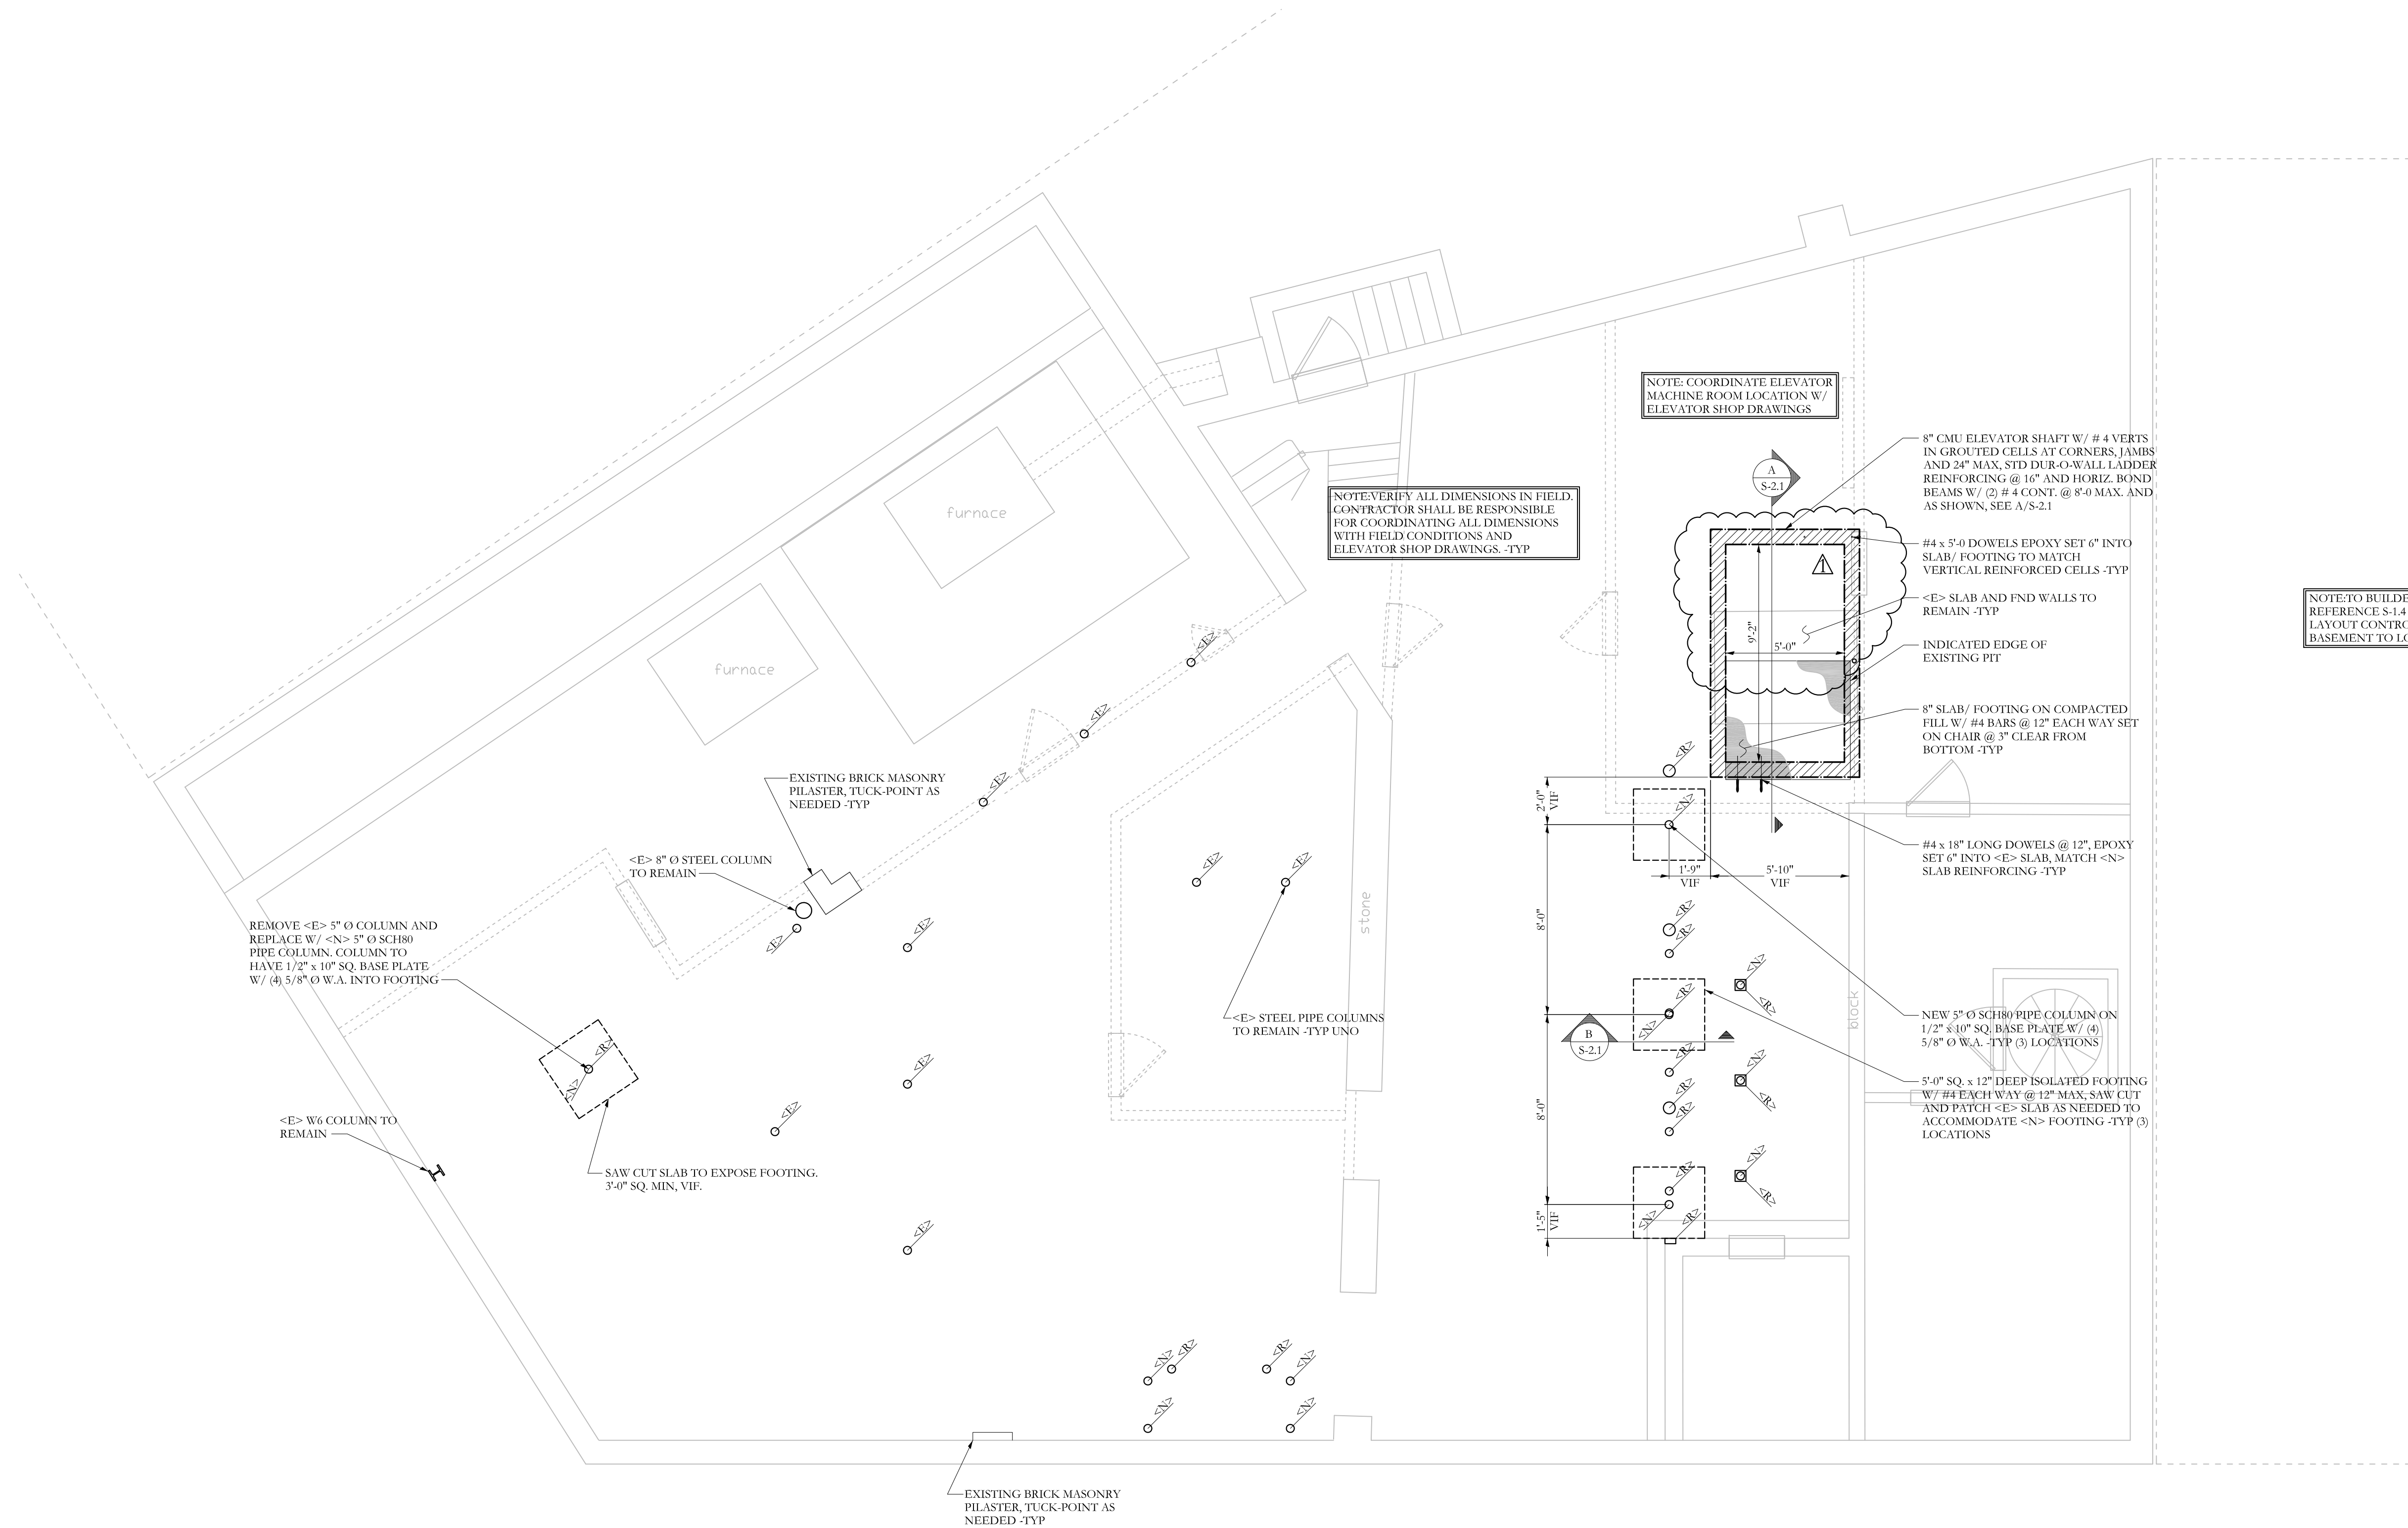 NOTE: COORDINATE ELEVATOR
MACHINE ROOM LOCATION W/
ELEVATOR SHOP DRAWINGS
A
S-2.1
8" CMU ELEVATOR SHAFT W/ # 4 VERTS
IN GROUTED CELLS AT CORNERS, JAMBS
AND 24" MAX, STD DUR-O-WALL LADDER
REINFORCING @ 16" AND HORIZ. BOND
BEAMS W/ (2) # 4 CONT. @ 8'-0 MAX. AND
AS SHOWN, SEE A/S-2.1
NOTE:VERIFY ALL DIMENSIONS IN FIELD.
CONTRACTOR SHALL BE RESPONSIBLE
FOR COORDINATING ALL DIMENSIONS
WITH FIELD CONDITIONS AND
ELEVATOR SHOP DRAWINGS. -TYP
furnace
furnace
#4 x 5'-0 DOWELS EPOXY SET 6" INTO
SLAB/ FOOTING TO MATCH
VERTICAL REINFORCED CELLS -TYP
1
<E> SLAB AND FND WALLS TO
REMAIN -TYP
NOTE:TO BUILDE
REFERENCE S-1.4
LAYOUT CONTRO
BASEMENT TO LO
9'-2"
5'-0"
INDICATED EDGE OF
EXISTING PIT
<E>
<E>
<E>
8" SLAB/ FOOTING ON COMPACTED
FILL W/ #4 BARS @ 12" EACH WAY SET
ON CHAIR @ 3" CLEAR FROM
BOTTOM -TYP
<R>
EXISTING BRICK MASONRY
PILASTER, TUCK-POINT AS
NEEDED -TYP
2'-0"
VIF
<N>
#4 x 18" LONG DOWELS @ 12", EPOXY
SET 6" INTO <E> SLAB, MATCH <N>
SLAB REINFORCING -TYP
<E> 8" Ø STEEL COLUMN
TO REMAIN
<E>
<E>
1'-9"
VIF
5'-10"
VIF
stone
8'-0"
<R>
<R>
<E>
<E>
REMOVE <E> 5" Ø COLUMN AND
REPLACE W/ <N> 5" Ø SCH80
PIPE COLUMN. COLUMN TO
HAVE 1/2" x 10" SQ. BASE PLATE
W/ (4) 5/8" Ø W.A. INTO FOOTING
<N>
<R>
<R>
<N>
block
<E> STEEL PIPE COLUMNS
TO REMAIN -TYP UNO
NEW 5" Ø SCH80 PIPE COLUMN ON
1/2" x 10" SQ. BASE PLATE W/ (4)
5/8" Ø W.A. -TYP (3) LOCATIONS
B
S-2.1
<R>
<N>
<E>
<R>
<N>
<R>
<R>
5'-0" SQ. x 12" DEEP ISOLATED FOOTING
W/ #4 EACH WAY @ 12" MAX, SAW CUT
AND PATCH <E> SLAB AS NEEDED TO
ACCOMMODATE <N> FOOTING -TYP (3)
LOCATIONS
8'-0"
<R>
<E>
<E> W6 COLUMN TO
REMAIN
SAW CUT SLAB TO EXPOSE FOOTING.
3'-0" SQ. MIN, VIF.
<R>
<N>
<R>
1'-5"
VIF
<N>
<R>
<E>
<N>
<R>
<R>
<N>
<N>
<N>
EXISTING BRICK MASONRY
PILASTER, TUCK-POINT AS
NEEDED -TYP